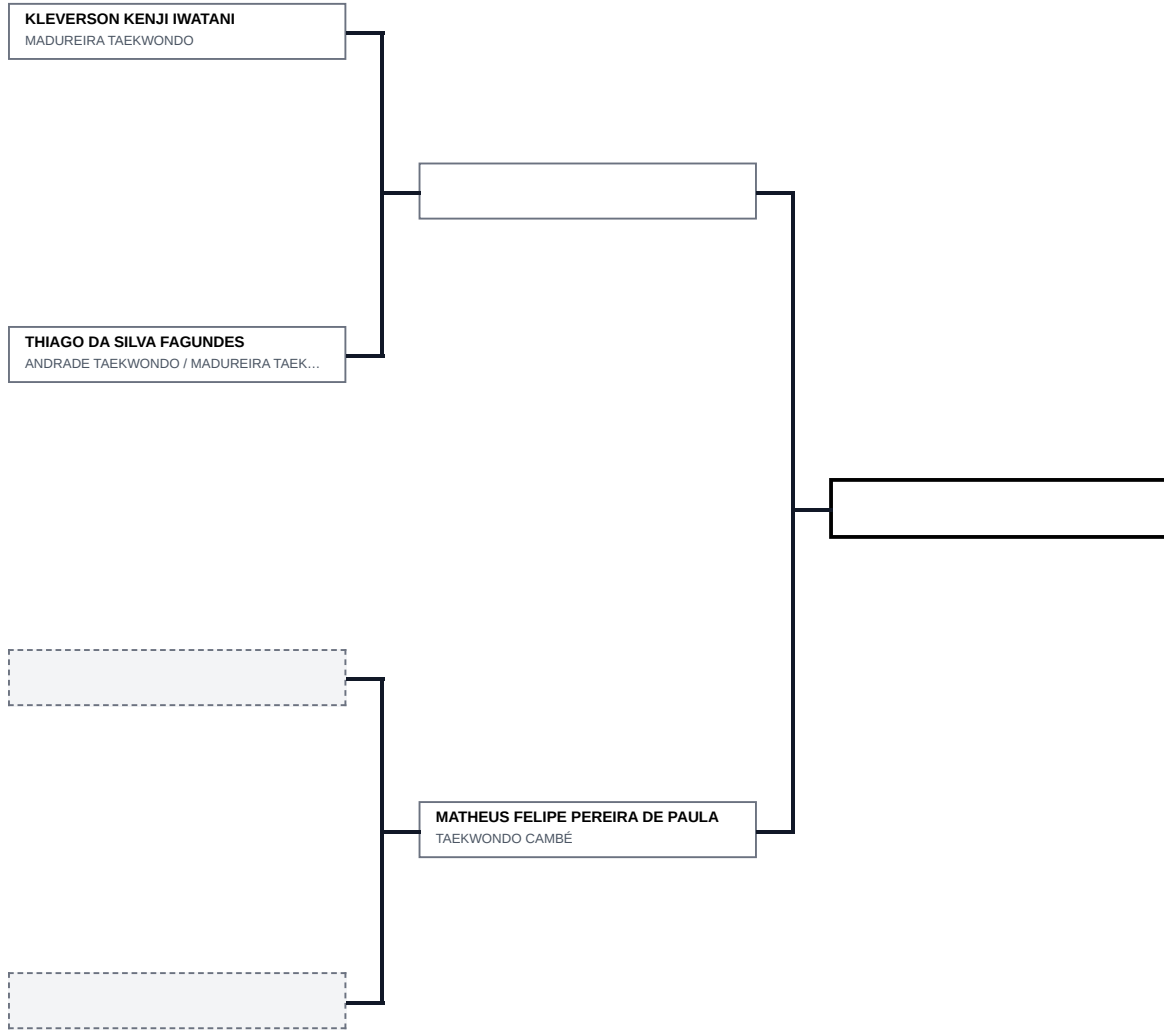 KLEVERSON KENJI IWATANI
MADUREIRA TAEKWONDO
THIAGO DA SILVA FAGUNDES
ANDRADE TAEKWONDO / MADUREIRA TAEK…
MATHEUS FELIPE PEREIRA DE PAULA
TAEKWONDO CAMBÉ